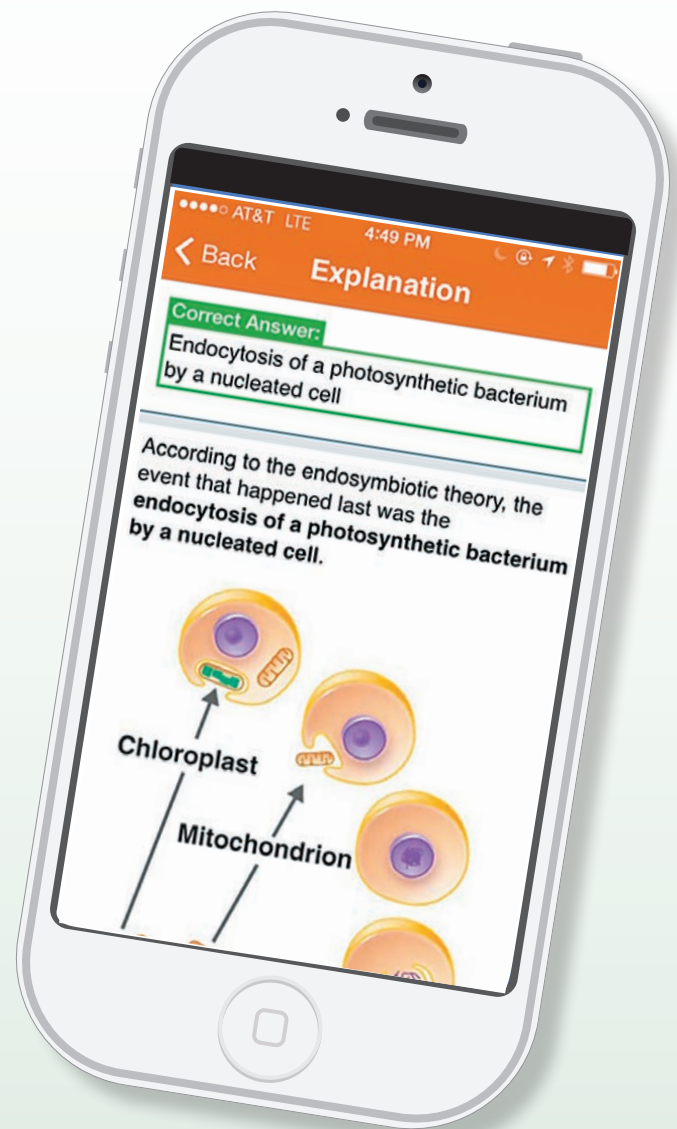 AT&T LTE 4:49 PM
Back Explanation
Correct Answer:
Endocytosis of a photosynthetic bacterium
by a nucleated cell
According to the endosymbiotic theory, the
event that happened last was the
endocytosis of a photosynthetic bacterium
by a nucleated cell.
Chloroplast
Mitochondrion